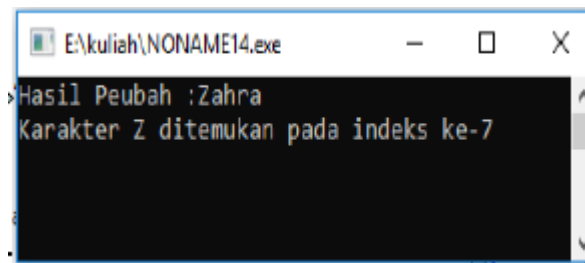 E:\kuliah\NONAME14.exe
Hasil Peubah :Zahra
Karakter Z ditemukan pada indeks ke-7